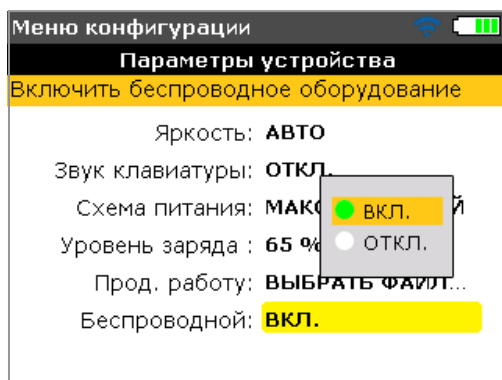 Меню конфигурации
Параметры устройства
Включить беспроводное оборудование
Яркость: АВТО
Звук клавиатуры: ОТКЛ.
Схема питания:
Уровень заряда : 65 %
Прод. работу: ВЫБРАТЬ ФАЙЛ...
Беспроводной: ВКЛ.
ВКЛ.
ОТКЛ.